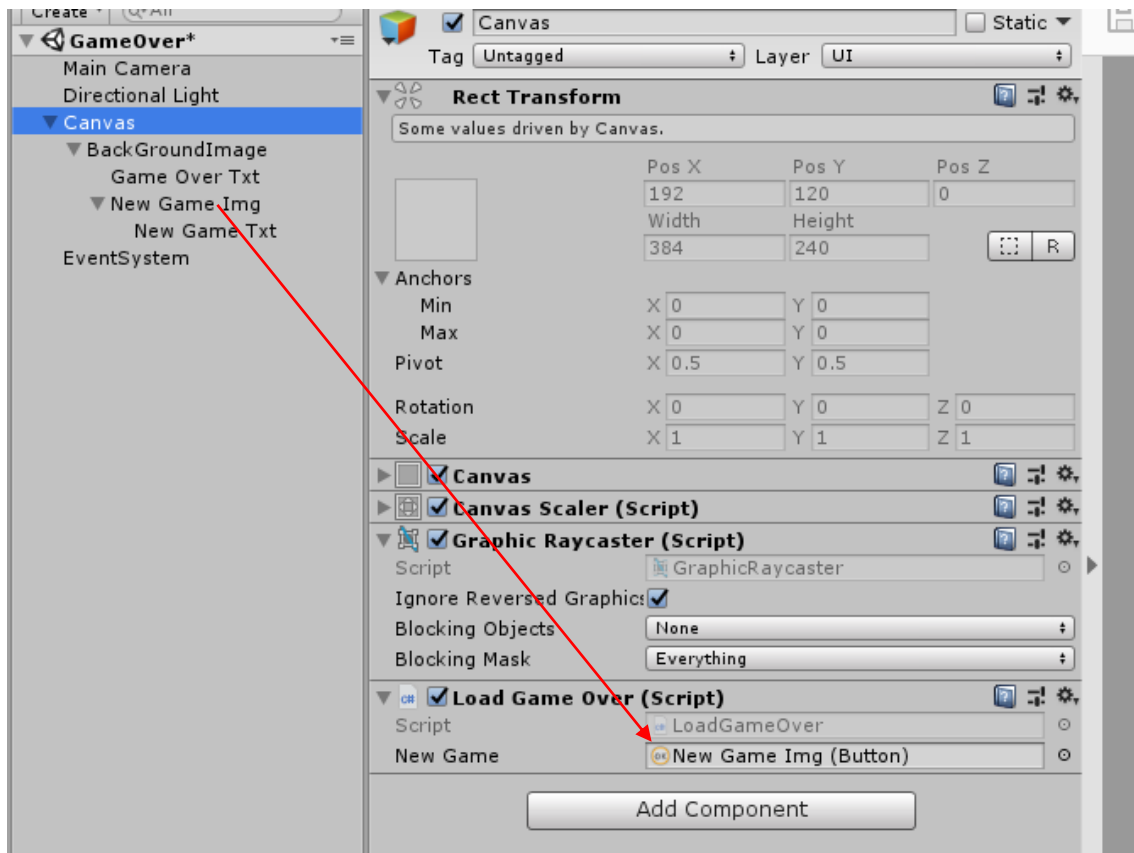 Create
All
GameOver*
Main Camera
Directional Light
Canvas
BackGroundImage
Game Over Txt
New Game Img
New Game Txt
EventSystem
Canvas
Static
Tag Untagged Layer UI
Rect Transform
Some values driven by Canvas.
Pos X Pos Y Pos Z
192 120 0
Width Height
384 240
R
Anchors
Min X 0 Y 0
Max X 0 Y 0
Pivot X 0.5 Y 0.5
Rotation X 0 Y 0 Z 0
Scale X 1 Y 1 Z 1
Canvas
Canvas Scaler (Script)
Graphic Raycaster (Script)
Script GraphicRaycaster
Ignore Reversed Graphics
Blocking Objects None
Blocking Mask Everything
C# Load Game Over (Script)
Script LoadGameOver
New Game OK New Game Img (Button)
Add Component